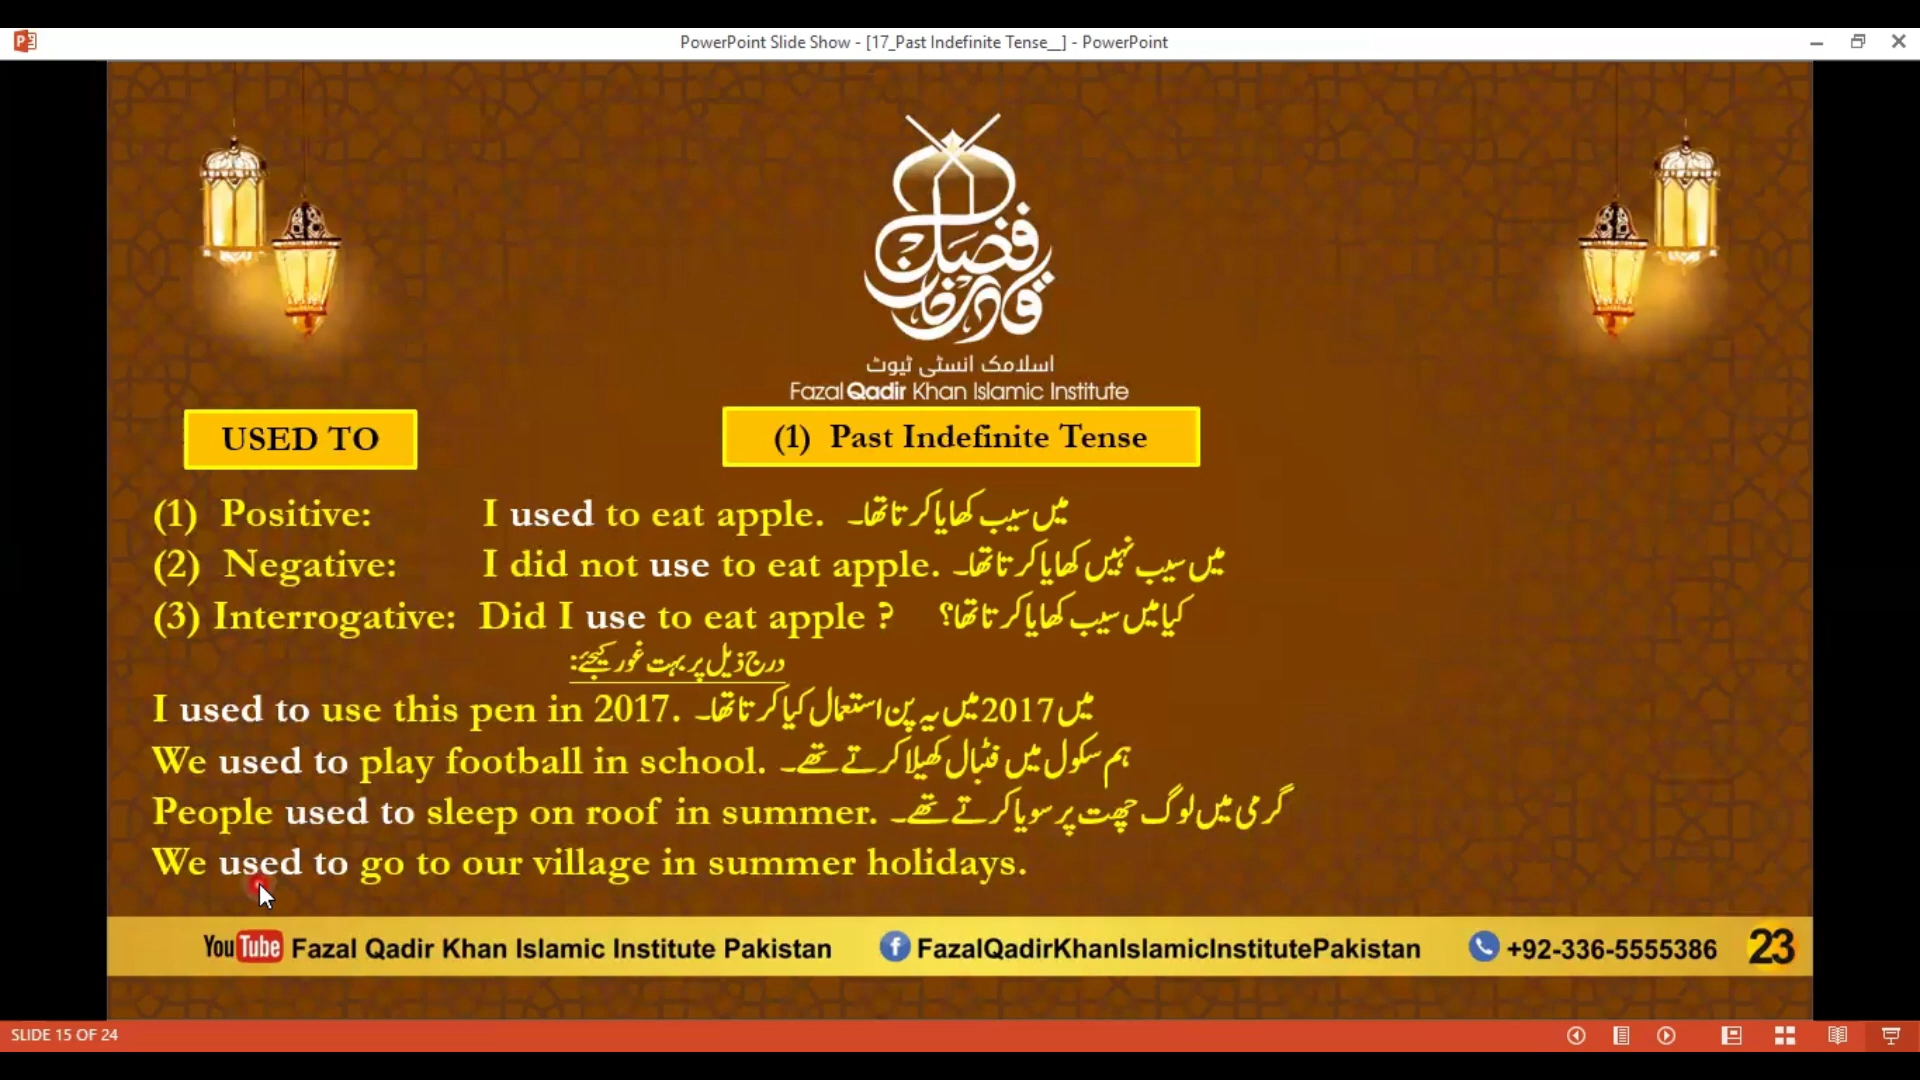 PowerPoint Slide Show - [17_Past Indefinite Tense__] - PowerPoint
فضل قادر خان
اسلامک انسٹی ٹیوٹ
Fazal Qadir Khan Islamic Institute
USED TO
(1) Past Indefinite Tense
(1) Positive: I used to eat apple. میں سیب کھایا کرتا تھا۔
(2) Negative: I did not use to eat apple. میں سیب نہیں کھایا کرتا تھا۔
(3) Interrogative: Did I use to eat apple ? کیا میں سیب کھایا کرتا تھا؟
درج ذیل پر بہت غور کیجئے:
I used to use this pen in 2017. میں 2017 میں یہ پن استعمال کیا کرتا تھا۔
We used to play football in school. ہم سکول میں فٹبال کھیلا کرتے تھے۔
People used to sleep on roof in summer. گرمی میں لوگ چھت پر سویا کرتے تھے۔
We used to go to our village in summer holidays.
YouTube Fazal Qadir Khan Islamic Institute Pakistan FazalQadirKhanIslamicInstitutePakistan +92-336-5555386 23
SLIDE 15 OF 24